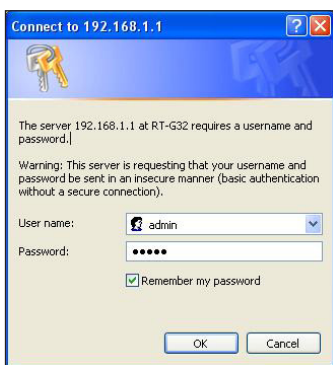 Connect to 192.168.1.1
The server 192.168.1.1 at RT-G32 requires a username and
password.
Warning: This server is requesting that your username and
password be sent in an insecure manner (basic authentication
without a secure connection).
User name:
admin
Password:
•••••
Remember my password
OK
Cancel